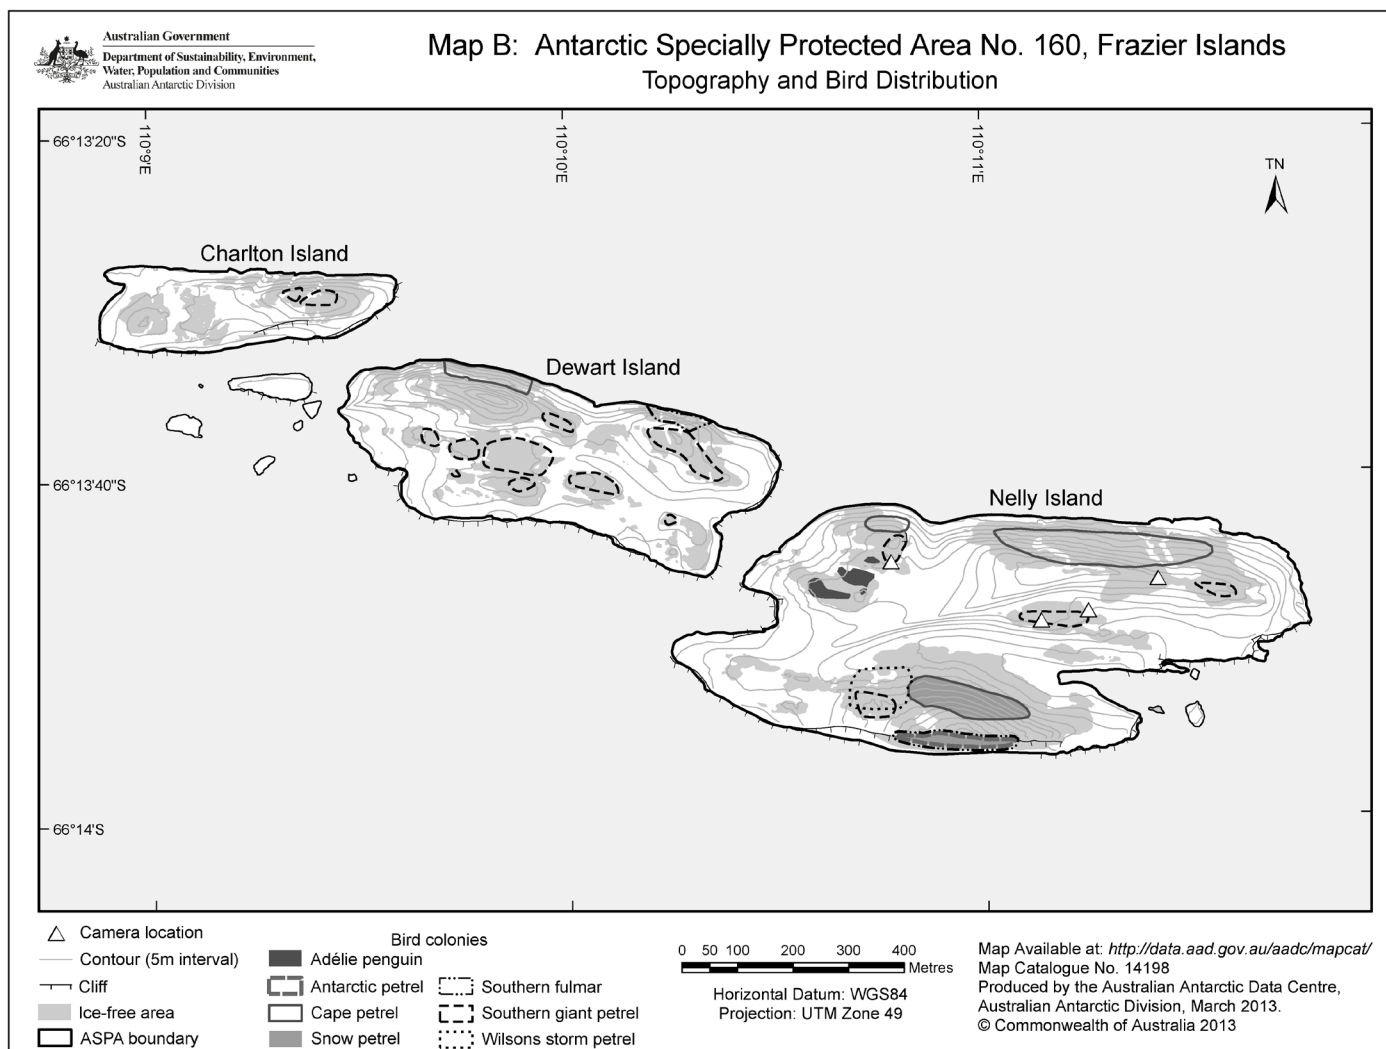 Australian Government
Department of Sustainability, Environment,
Water, Population and Communities
Australian Antarctic Division
Map B: Antarctic Specially Protected Area No. 160, Frazier Islands
Topography and Bird Distribution
66°13'20"S
110°9'E
110°10'E
110°11'E
TN
Charlton Island
Dewart Island
66°13'40"S
Nelly Island
66°14'S
Camera location
Contour (5m interval)
Cliff
Ice-free area
ASPA boundary
Bird colonies
Adélie penguin
Antarctic petrel
Cape petrel
Snow petrel
Southern fulmar
Southern giant petrel
Wilsons storm petrel
0 50 100 200 300 400
Metres
Horizontal Datum: WGS84
Projection: UTM Zone 49
Map Available at: http://data.aad.gov.au/aadc/mapcat/
Map Catalogue No. 14198
Produced by the Australian Antarctic Data Centre,
Australian Antarctic Division, March 2013.
© Commonwealth of Australia 2013